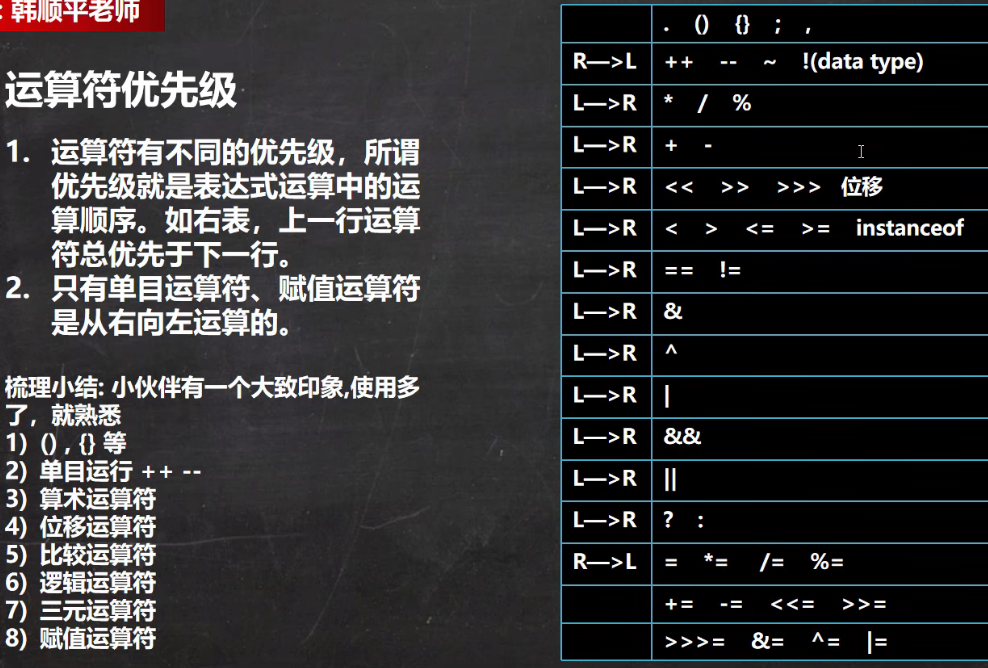 : 韩顺平老师
运算符优先级
1. 运算符有不同的优先级，所谓
优先级就是表达式运算中的运
算顺序。如右表，上一行运算
符总优先于下一行。
2. 只有单目运算符、赋值运算符
是从右向左运算的。
梳理小结: 小伙伴有一个大致印象,使用多
了，就熟悉
1) () , {} 等
2) 单目运行 ++ --
3) 算术运算符
4) 位移运算符
5) 比较运算符
6) 逻辑运算符
7) 三元运算符
8) 赋值运算符
. () {} ; ,
R—>L ++ -- ~ !(data type)
L—>R * / %
L—>R + -
L—>R << >> >>> 位移
L—>R < > <= >= instanceof
L—>R == !=
L—>R &
L—>R ^
L—>R |
L—>R &&
L—>R ||
L—>R ? :
R—>L = *= /= %=
+= -= <<= >>=
>>>= &= ^= |=